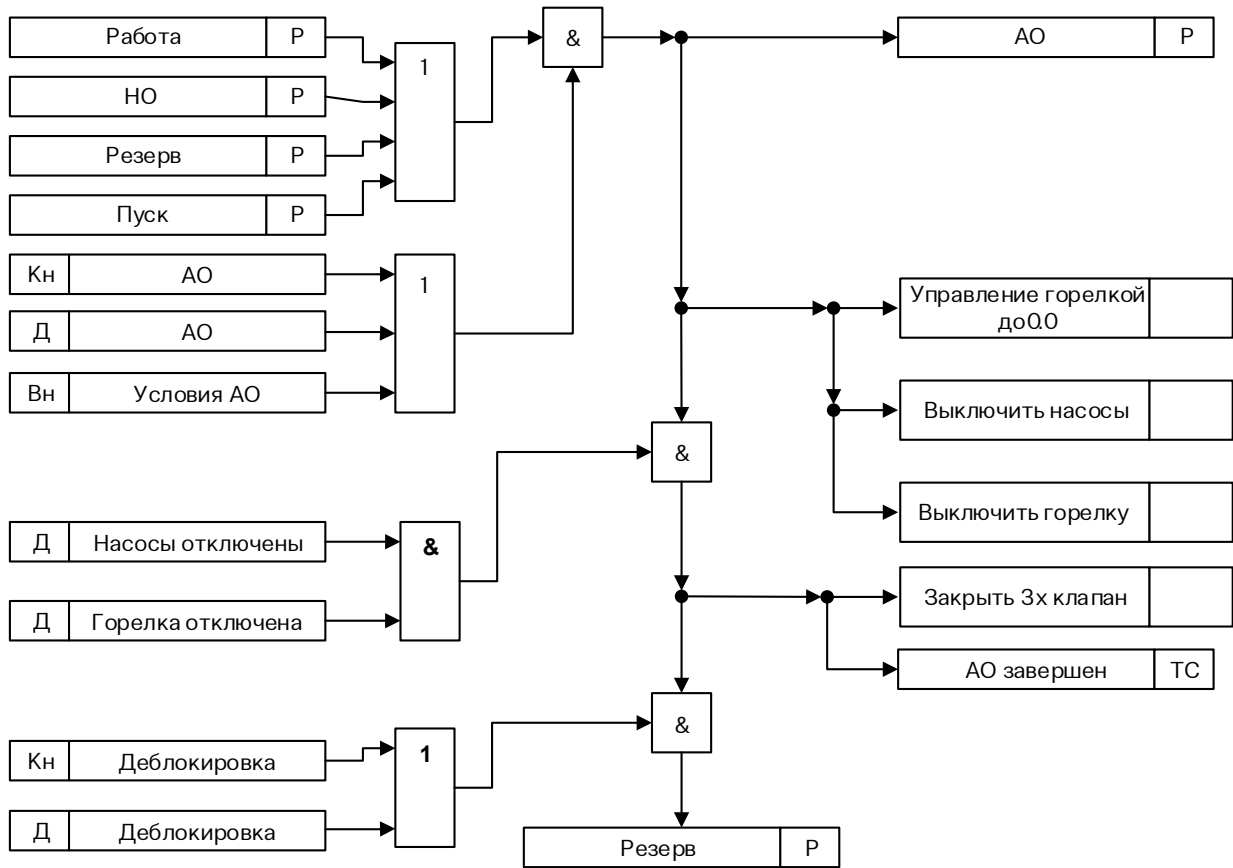 Работа Р
НО Р
Резерв Р
Пуск Р
1
&
АО Р
Кн АО
Д АО
Вн Условия АО
1
Управление горелкой
до0.0
Выключить насосы
Выключить горелку
&
Д Насосы отключены
Д Горелка отключена
&
Закрыть 3х клапан
АО завершен ТС
Кн Деблокировка
Д Деблокировка
1
&
Резерв Р